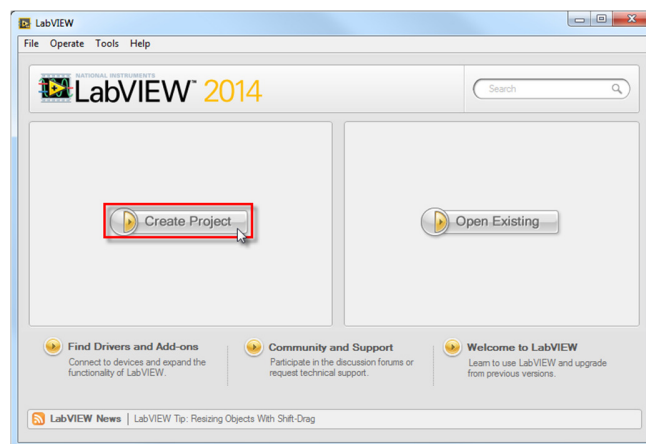 LabVIEW
File Operate Tools Help
NATIONAL INSTRUMENTS
LabVIEW™ 2014
Search
Create Project
Open Existing
Find Drivers and Add-ons
Connect to devices and expand the
functionality of LabVIEW.
Community and Support
Participate in the discussion forums or
request technical support.
Welcome to LabVIEW
Learn to use LabVIEW and upgrade
from previous versions.
LabVIEW News | LabVIEW Tip: Resizing Objects With Shift-Drag